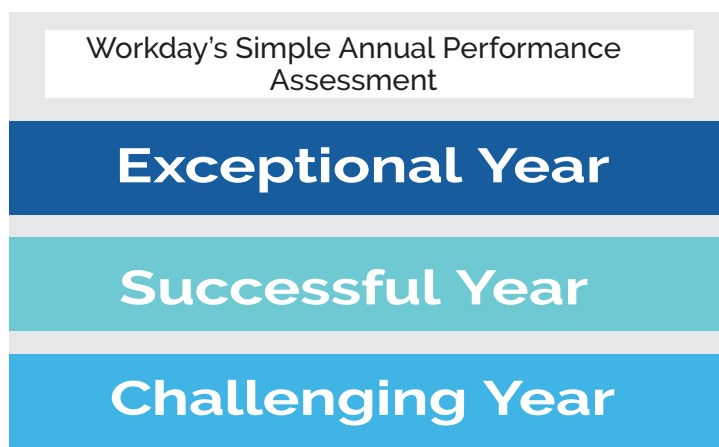 Workday’s Simple Annual Performance
Assessment
Exceptional Year
Successful Year
Challenging Year